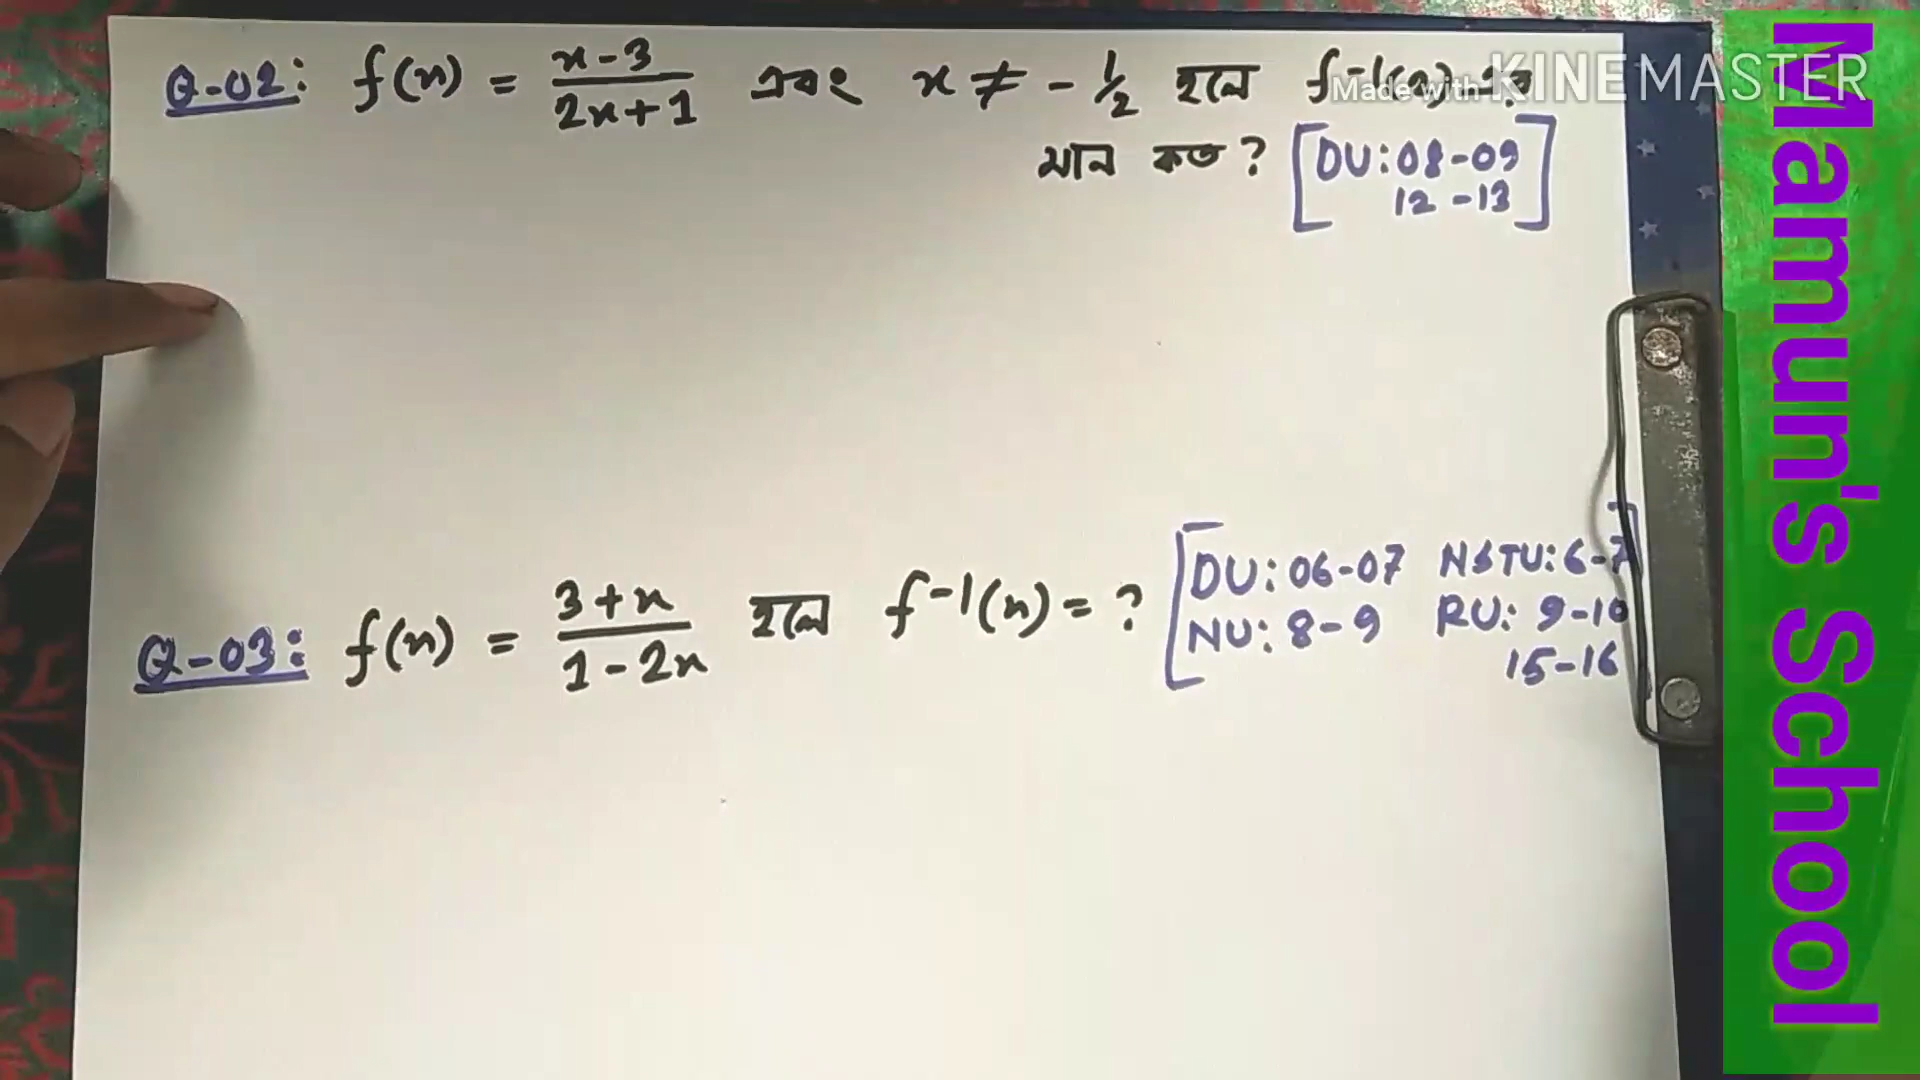 Q-02: f(x) = x-3/2x+1 এবং x ≠ -1/2 হলে f-1(x) এর
মান কত? [DU: 08-09
12-13]
Made with KINEMASTER
Q-03: f(x) = 3+x/1-2x হলে f-1(x) = ? [DU: 06-07 NSTU: 6-7
NU: 8-9 RU: 9-10
15-16]
Mamun's School